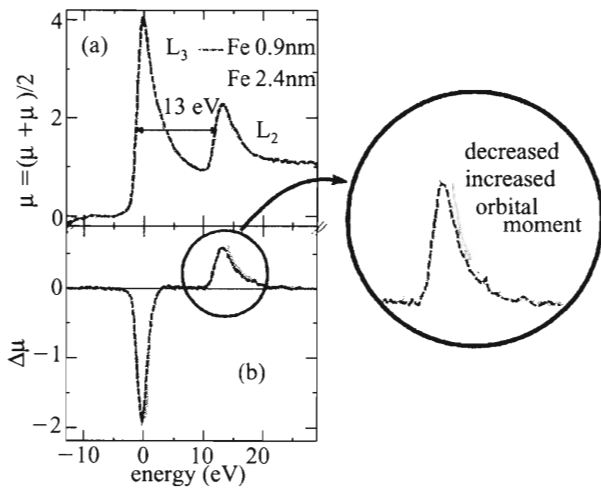 4
(a)
L₃
Fe 0.9nm
Fe 2.4nm
13 eV
L₂
2
0
μ = (μ + μ)/2
decreased
increased
orbital
moment
0
−1
−2
Δμ
(b)
−10 0 10 20
energy (eV)